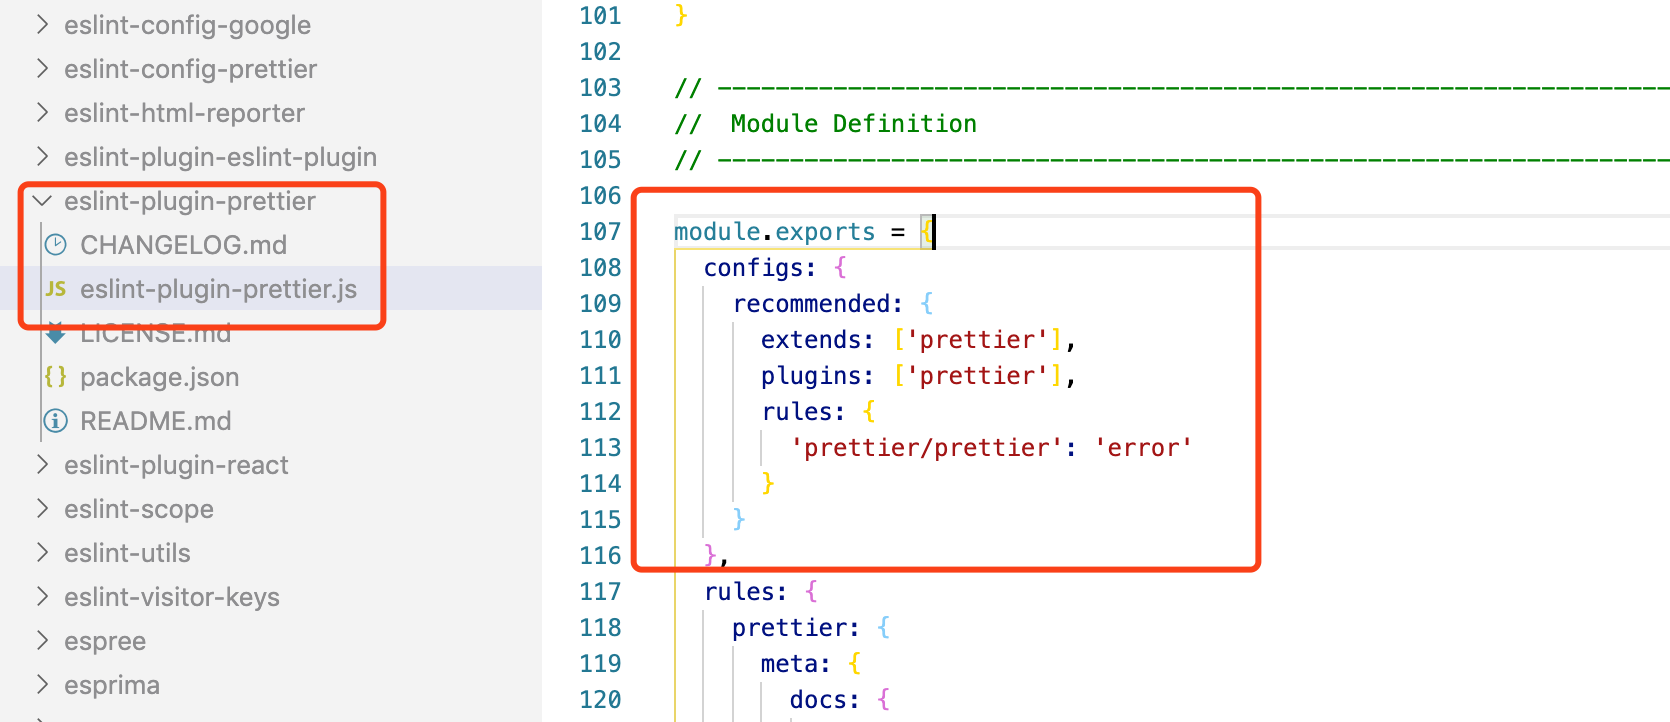 eslint-config-google
eslint-config-prettier
eslint-html-reporter
eslint-plugin-eslint-plugin
eslint-plugin-prettier
CHANGELOG.md
JS eslint-plugin-prettier.js
LICENSE.md
{} package.json
README.md
eslint-plugin-react
eslint-scope
eslint-utils
eslint-visitor-keys
espree
esprima
101 }
102
103 // ------------------------------------------------------------------
104 //  Module Definition
105 // ------------------------------------------------------------------
106
107 module.exports = {
108   configs: {
109     recommended: {
110       extends: ['prettier'],
111       plugins: ['prettier'],
112       rules: {
113         'prettier/prettier': 'error'
114       }
115     }
116   },
117   rules: {
118     prettier: {
119       meta: {
120         docs: {